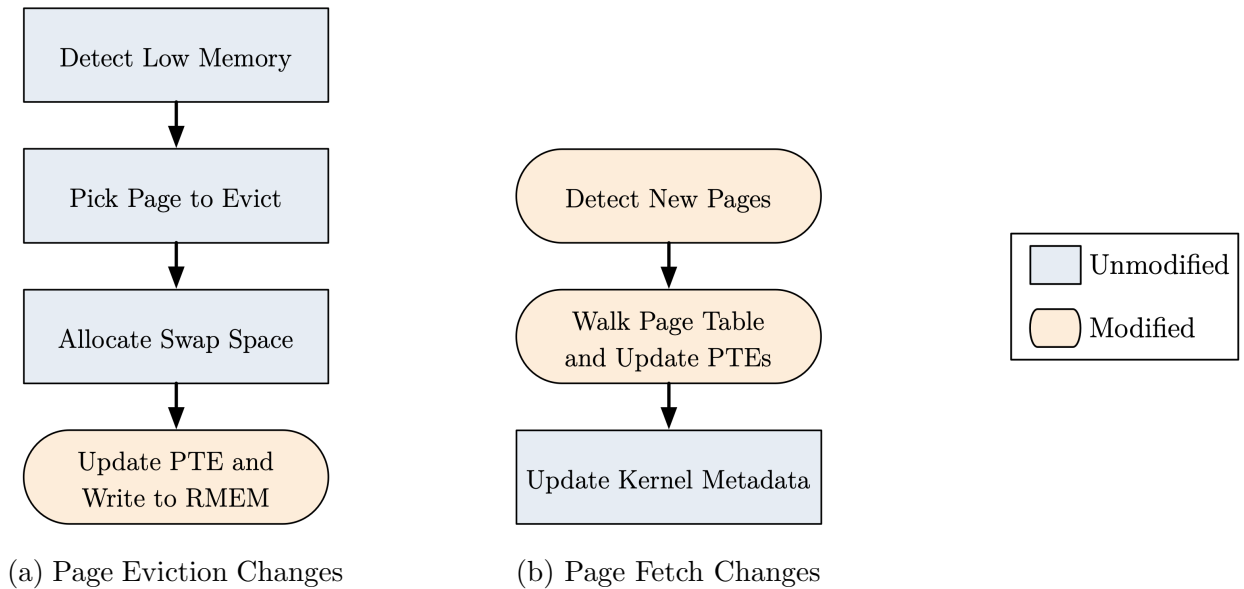 Detect Low Memory
Pick Page to Evict
Allocate Swap Space
Update PTE and
Write to RMEM
(a) Page Eviction Changes
Detect New Pages
Walk Page Table
and Update PTEs
Update Kernel Metadata
(b) Page Fetch Changes
Unmodified
Modified